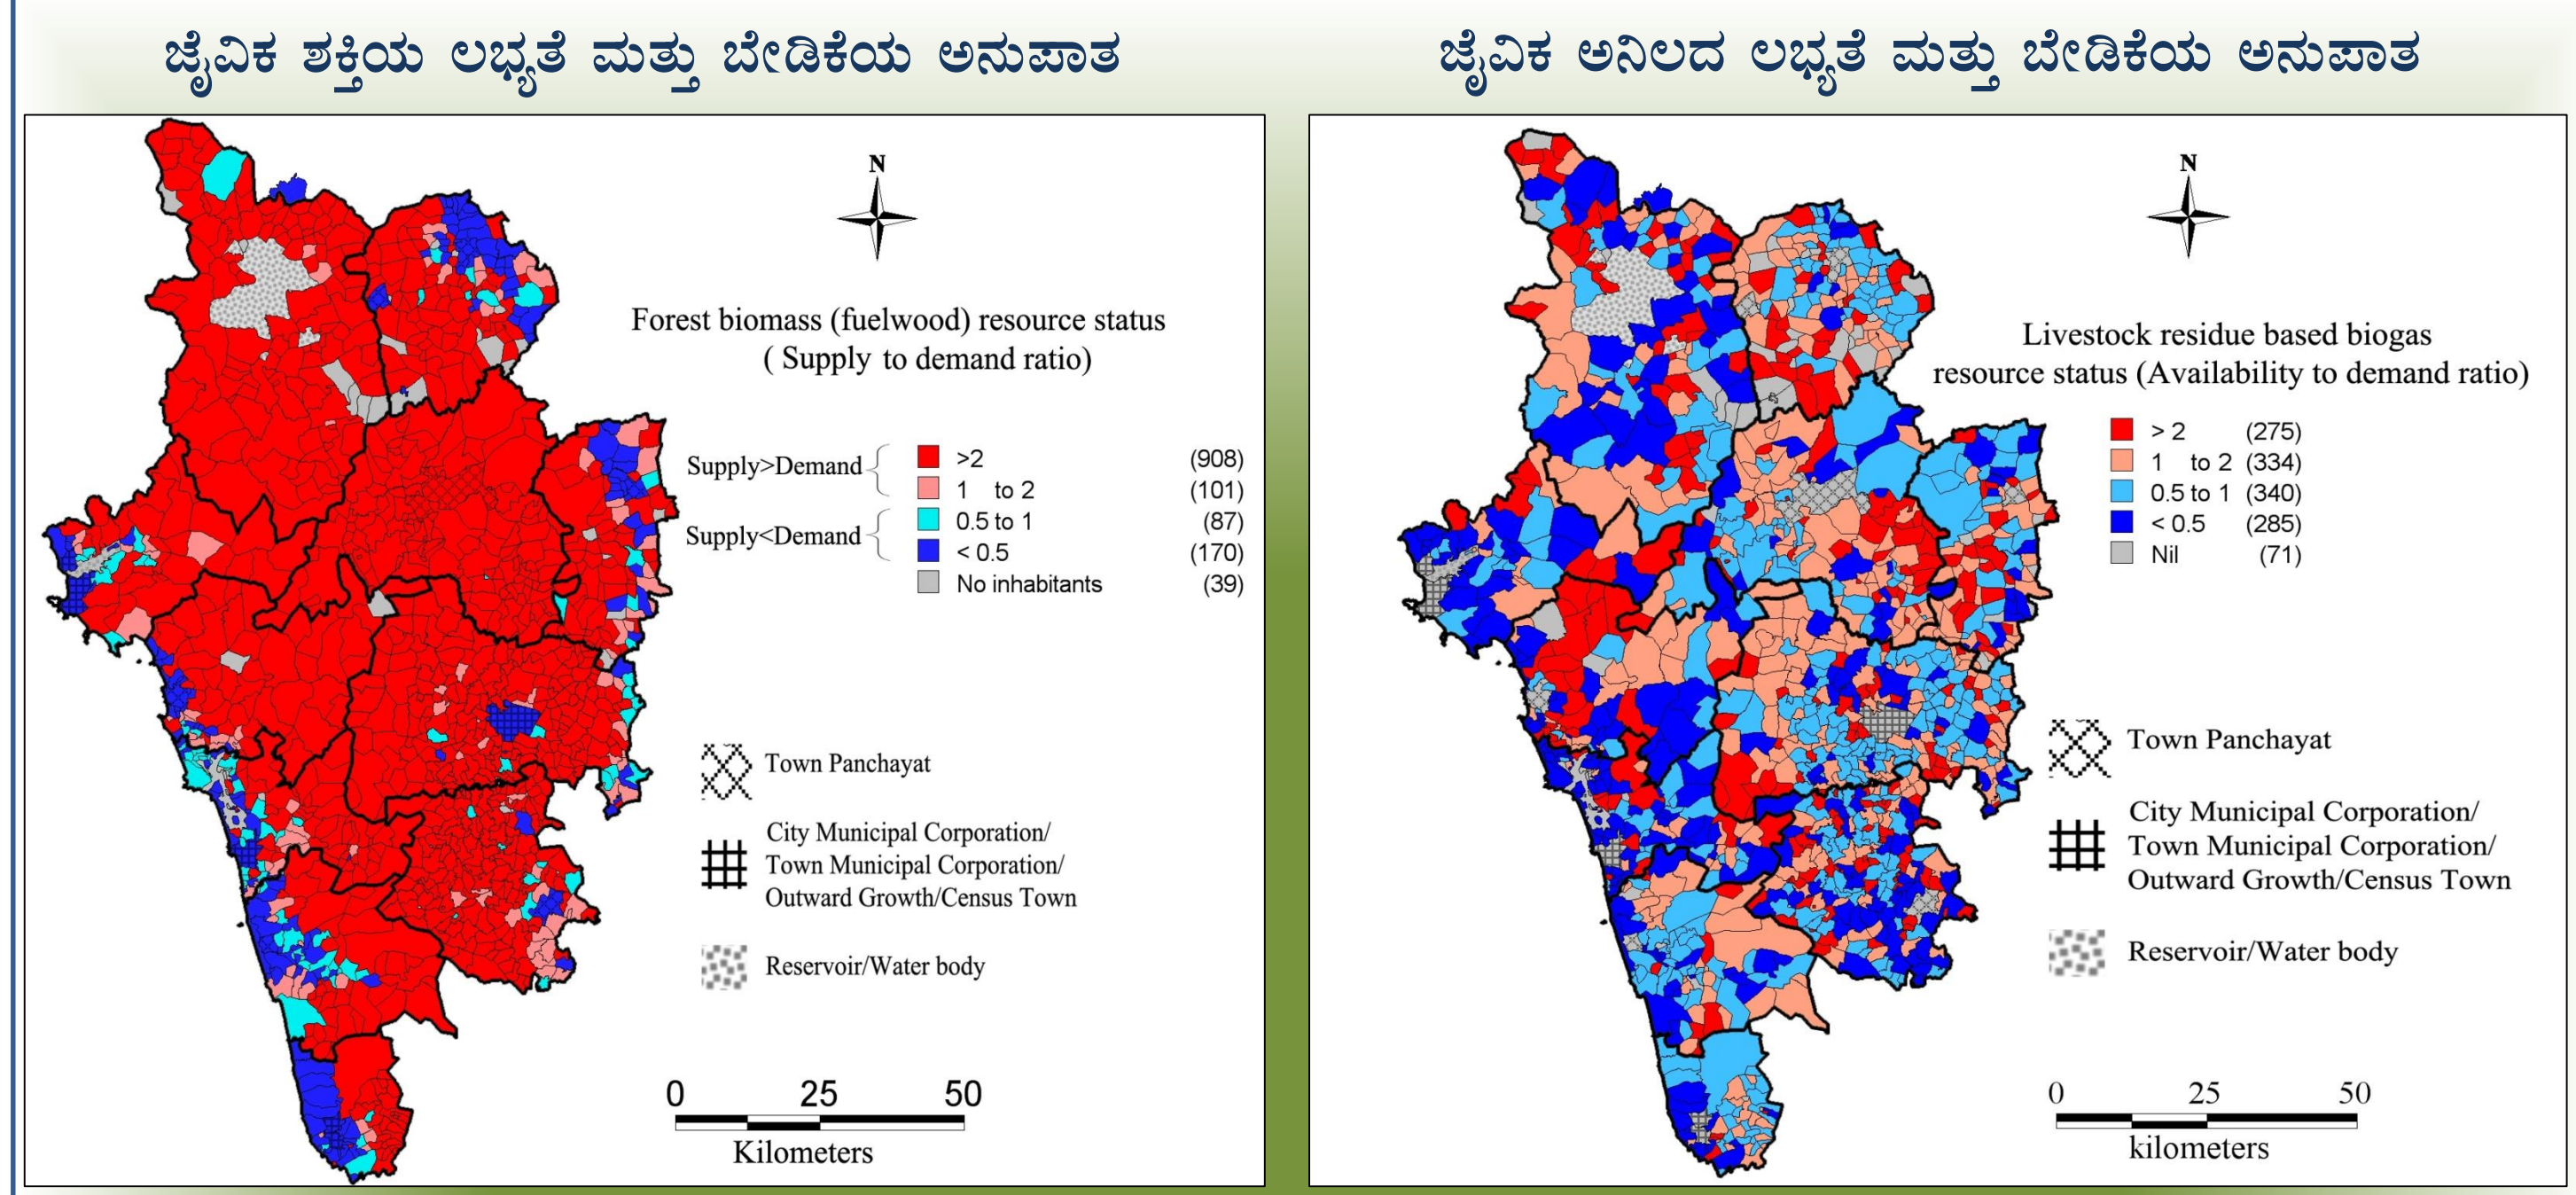 ಜೈವಿಕ ಶಕ್ತಿಯ ಲಭ್ಯತೆ ಮತ್ತು ಬೇಡಿಕೆಯ ಅನುಪಾತ
N
Forest biomass (fuelwood) resource status
( Supply to demand ratio)
Supply>Demand
>2 (908)
1 to 2 (101)
Supply<Demand
0.5 to 1 (87)
< 0.5 (170)
No inhabitants (39)
Town Panchayat
City Municipal Corporation/
Town Municipal Corporation/
Outward Growth/Census Town
Reservoir/Water body
0 25 50
Kilometers
ಜೈವಿಕ ಅನಿಲದ ಲಭ್ಯತೆ ಮತ್ತು ಬೇಡಿಕೆಯ ಅನುಪಾತ
N
Livestock residue based biogas
resource status (Availability to demand ratio)
> 2 (275)
1 to 2 (334)
0.5 to 1 (340)
< 0.5 (285)
Nil (71)
Town Panchayat
City Municipal Corporation/
Town Municipal Corporation/
Outward Growth/Census Town
Reservoir/Water body
0 25 50
kilometers